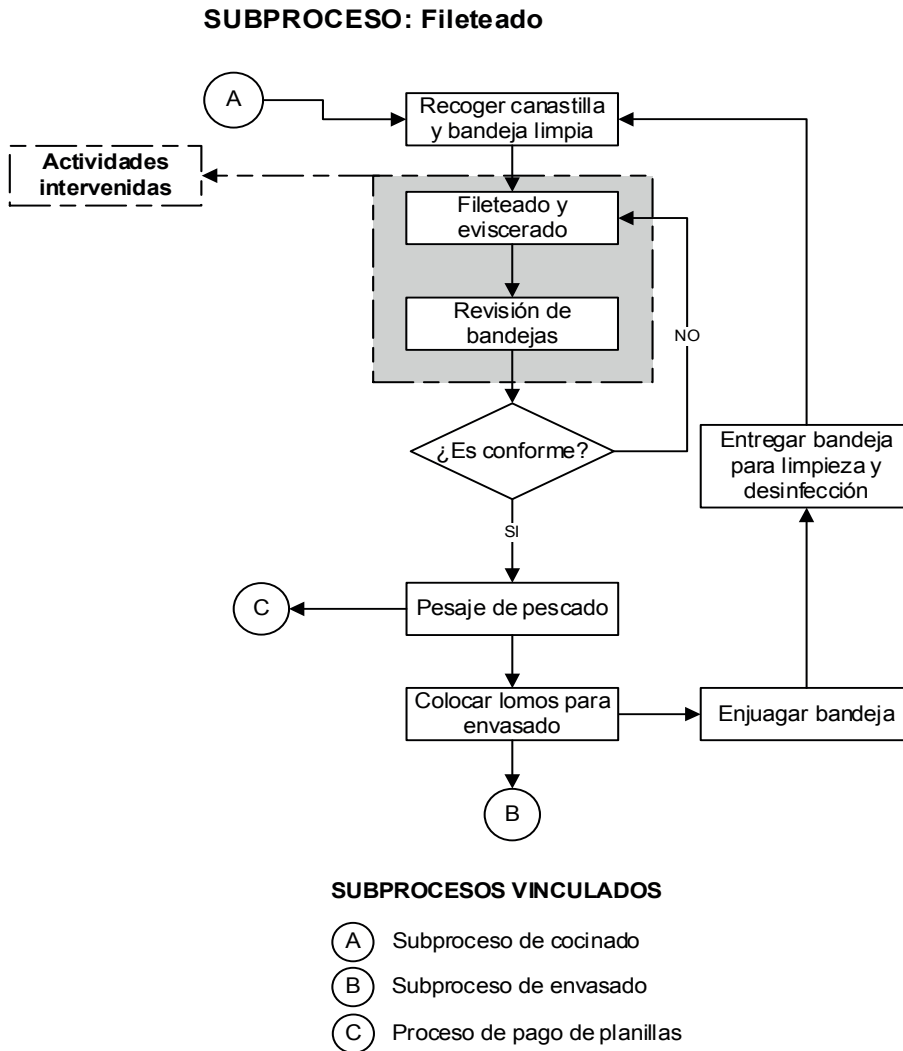 SUBPROCESO: Fileteado
A
Recoger canastilla
y bandeja limpia
Actividades
intervenidas
Fileteado y
eviscerado
Revisión de
bandejas
NO
¿Es conforme?
Entregar bandeja
para limpieza y
desinfección
SI
C
Pesaje de pescado
Colocar lomos para
envasado
Enjuagar bandeja
B
SUBPROCESOS VINCULADOS
A Subproceso de cocinado
B Subproceso de envasado
C Proceso de pago de planillas